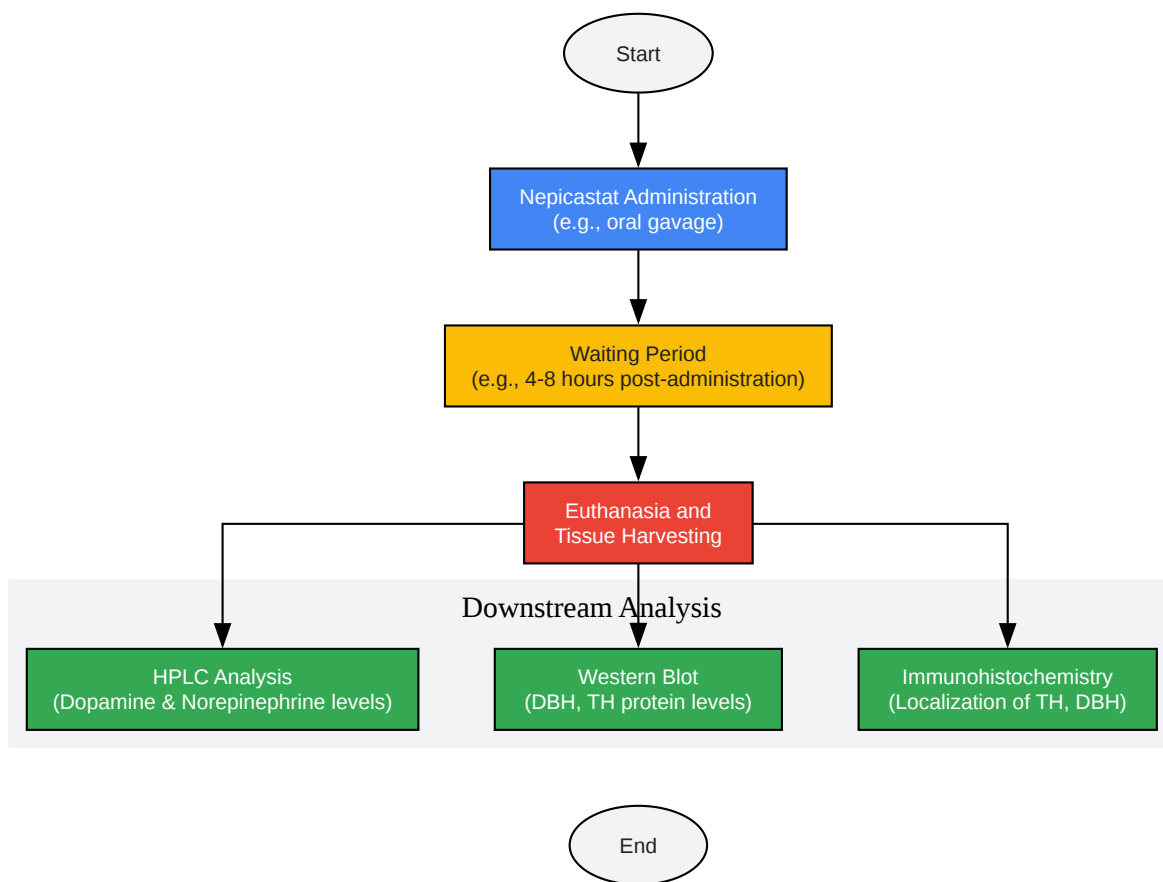 Start
Nepicastat Administration
(e.g., oral gavage)
Waiting Period
(e.g., 4-8 hours post-administration)
Euthanasia and
Tissue Harvesting
Downstream Analysis
HPLC Analysis
(Dopamine & Norepinephrine levels)
Western Blot
(DBH, TH protein levels)
Immunohistochemistry
(Localization of TH, DBH)
End